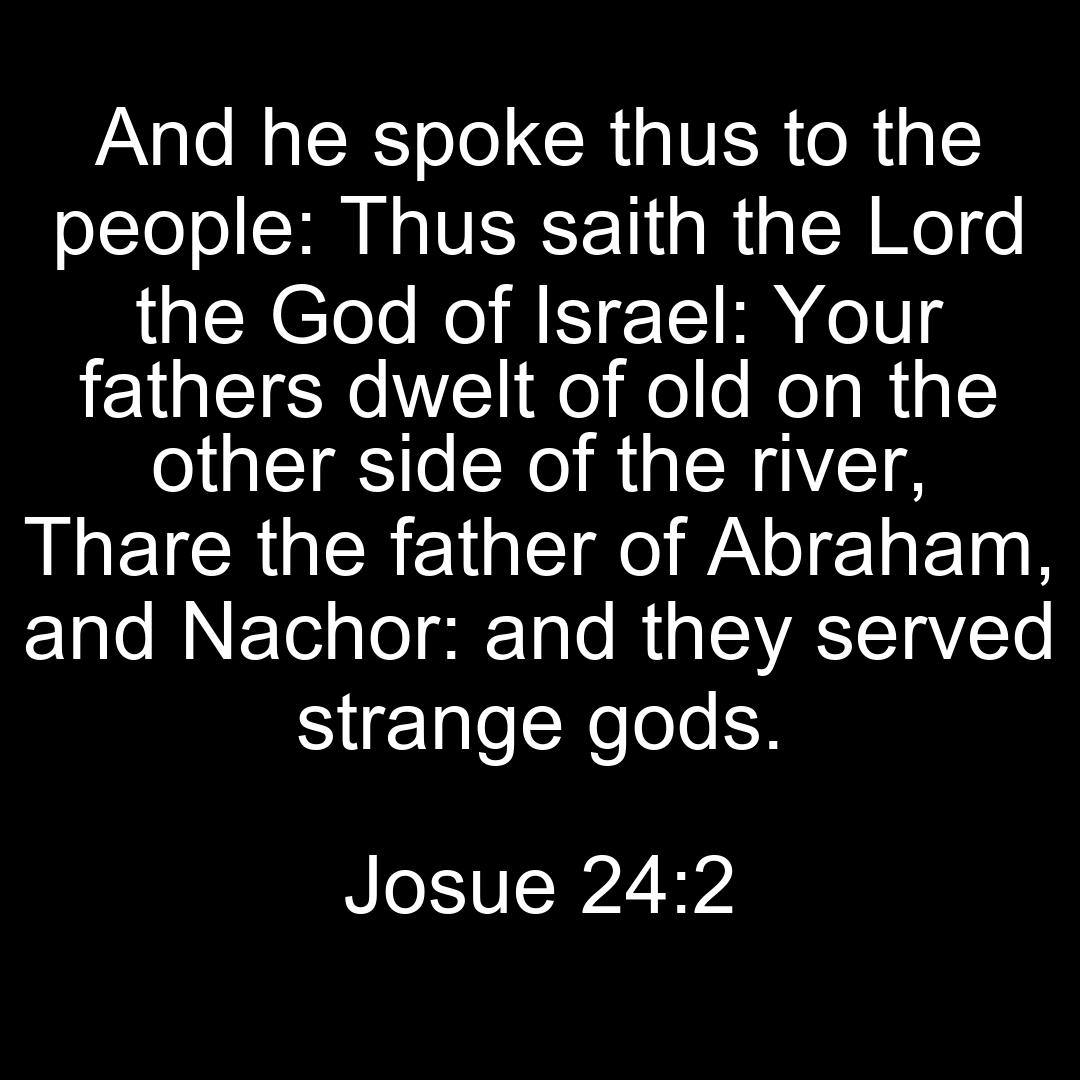 And he spoke thus to the
people: Thus saith the Lord
the God of Israel: Your
fathers dwelt of old on the
other side of the river,
Thare the father of Abraham,
and Nachor: and they served
strange gods.
Josue 24:2